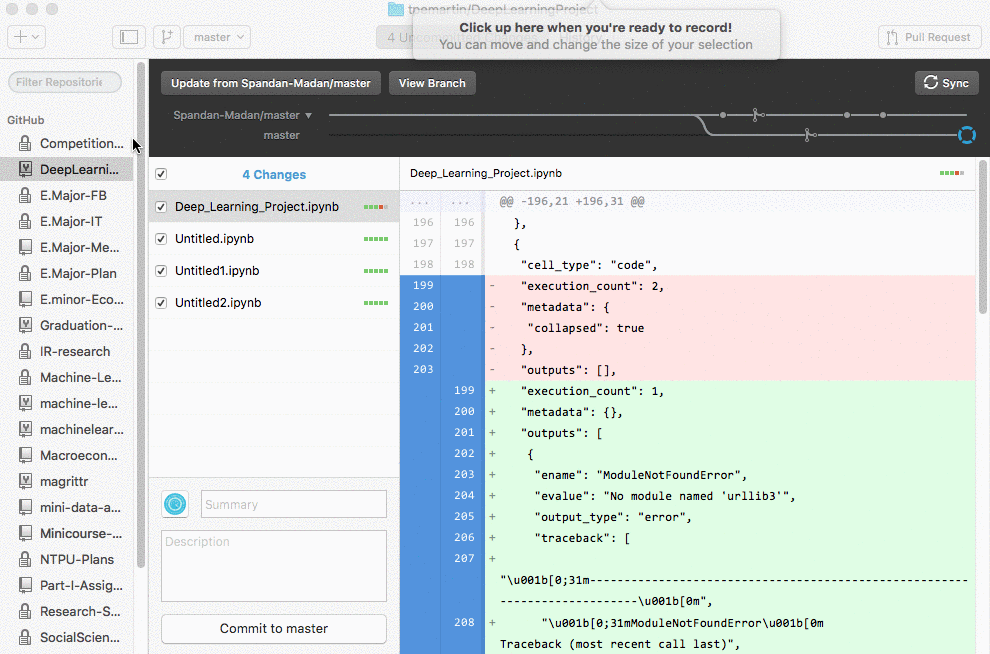 tpemartin/DeepLearningProject
Click up here when you're ready to record!
You can move and change the size of your selection
master
Pull Request
Filter Repositorie
Update from Spandan-Madan/master
View Branch
Sync
Spandan-Madan/master
master
GitHub
Competition...
DeepLearni...
E.Major-FB
E.Major-IT
E.Major-Me...
E.Major-Plan
E.minor-Eco...
Graduation-...
IR-research
Machine-Le...
machine-le...
machinelear...
Macroecon...
magrittr
mini-data-a...
Minicourse-...
NTPU-Plans
Part-I-Assig...
Research-S...
SocialScien...
4 Changes
Deep_Learning_Project.ipynb
Untitled.ipynb
Untitled1.ipynb
Untitled2.ipynb
Summary
Description
Commit to master
Deep_Learning_Project.ipynb
... ... @@ -196,21 +196,31 @@
196 196 },
197 197 {
198 198 "cell_type": "code",
199 - "execution_count": 2,
200 - "metadata": {
201 - "collapsed": true
202 - },
203 - "outputs": [],
199 + "execution_count": 1,
200 + "metadata": {},
201 + "outputs": [
202 + {
203 + "ename": "ModuleNotFoundError",
204 + "evalue": "No module named 'urllib3'",
205 + "output_type": "error",
206 + "traceback": [
207 +
"\u001b[0;31m-------------------------------------------------------
--------------------\u001b[0m",
208 + "\u001b[0;31mModuleNotFoundError\u001b[0m
Traceback (most recent call last)",